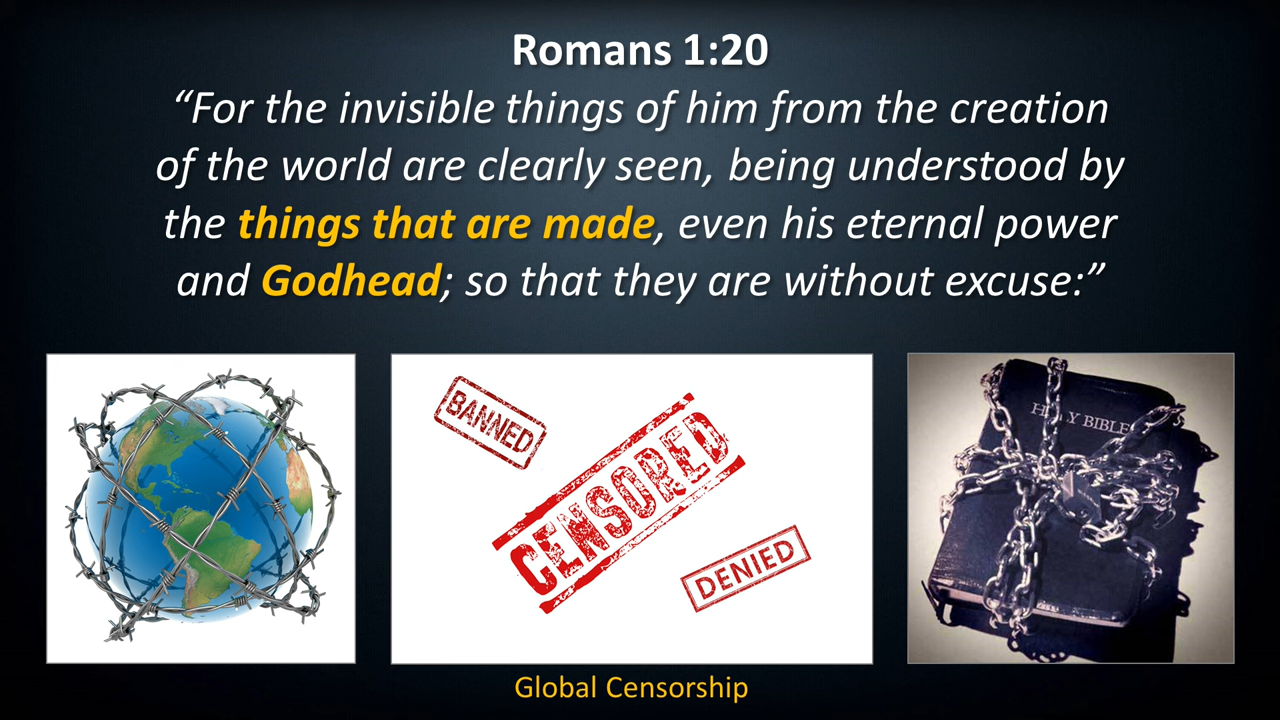 Romans 1:20
“For the invisible things of him from the creation
of the world are clearly seen, being understood by
the things that are made, even his eternal power
and Godhead; so that they are without excuse:”
BANNED
CENSORED
DENIED
HOLY BIBLE
Global Censorship